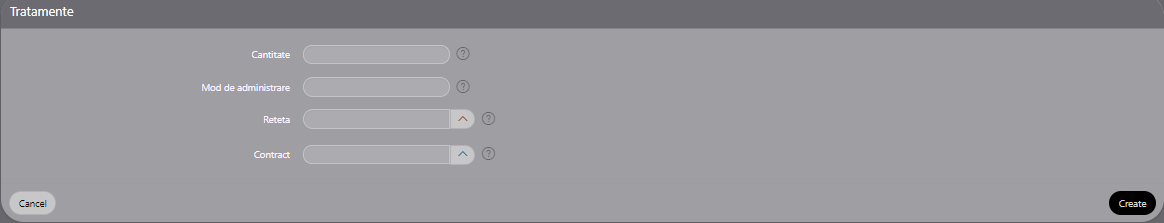 Tratamente
Cantitate ?
Mod de administrare ?
Reteta ?
Contract ?
Cancel Create